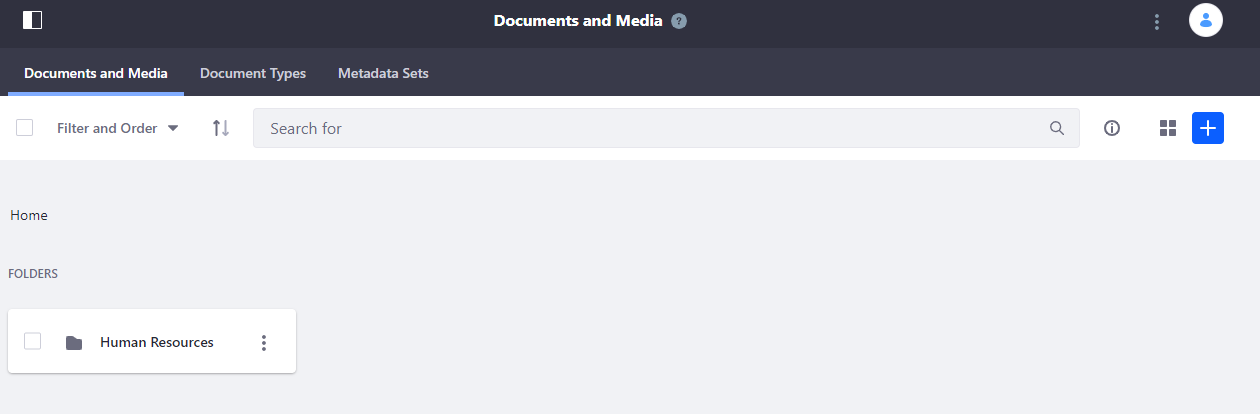 Documents and Media ?
Documents and Media Document Types Metadata Sets
Filter and Order Search for
Home
FOLDERS
Human Resources